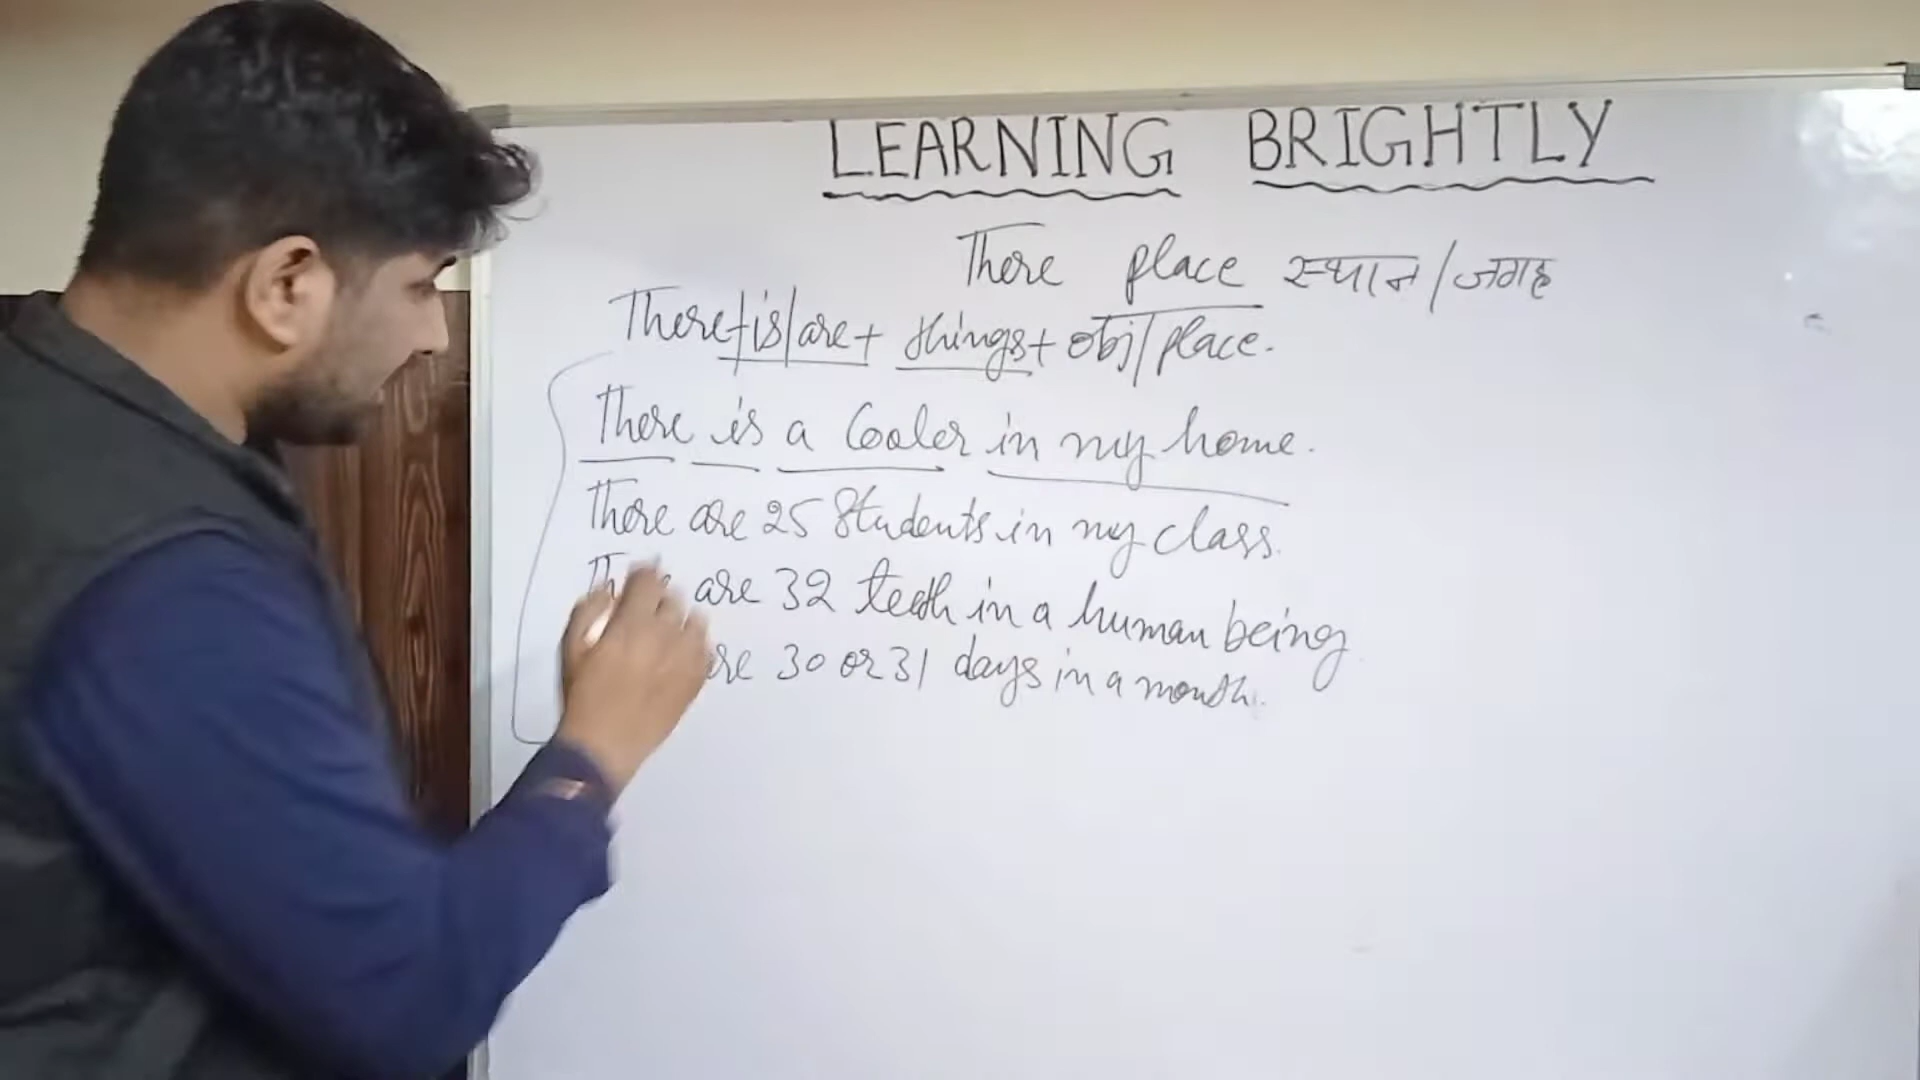 LEARNING BRIGHTLY
There place स्थान/जगह
There+is/are+ things+ obj/place.
There is a Cooler in my home.
There are 25 Students in my class.
are 32 teeth in a human being
30 or 31 days in a month.